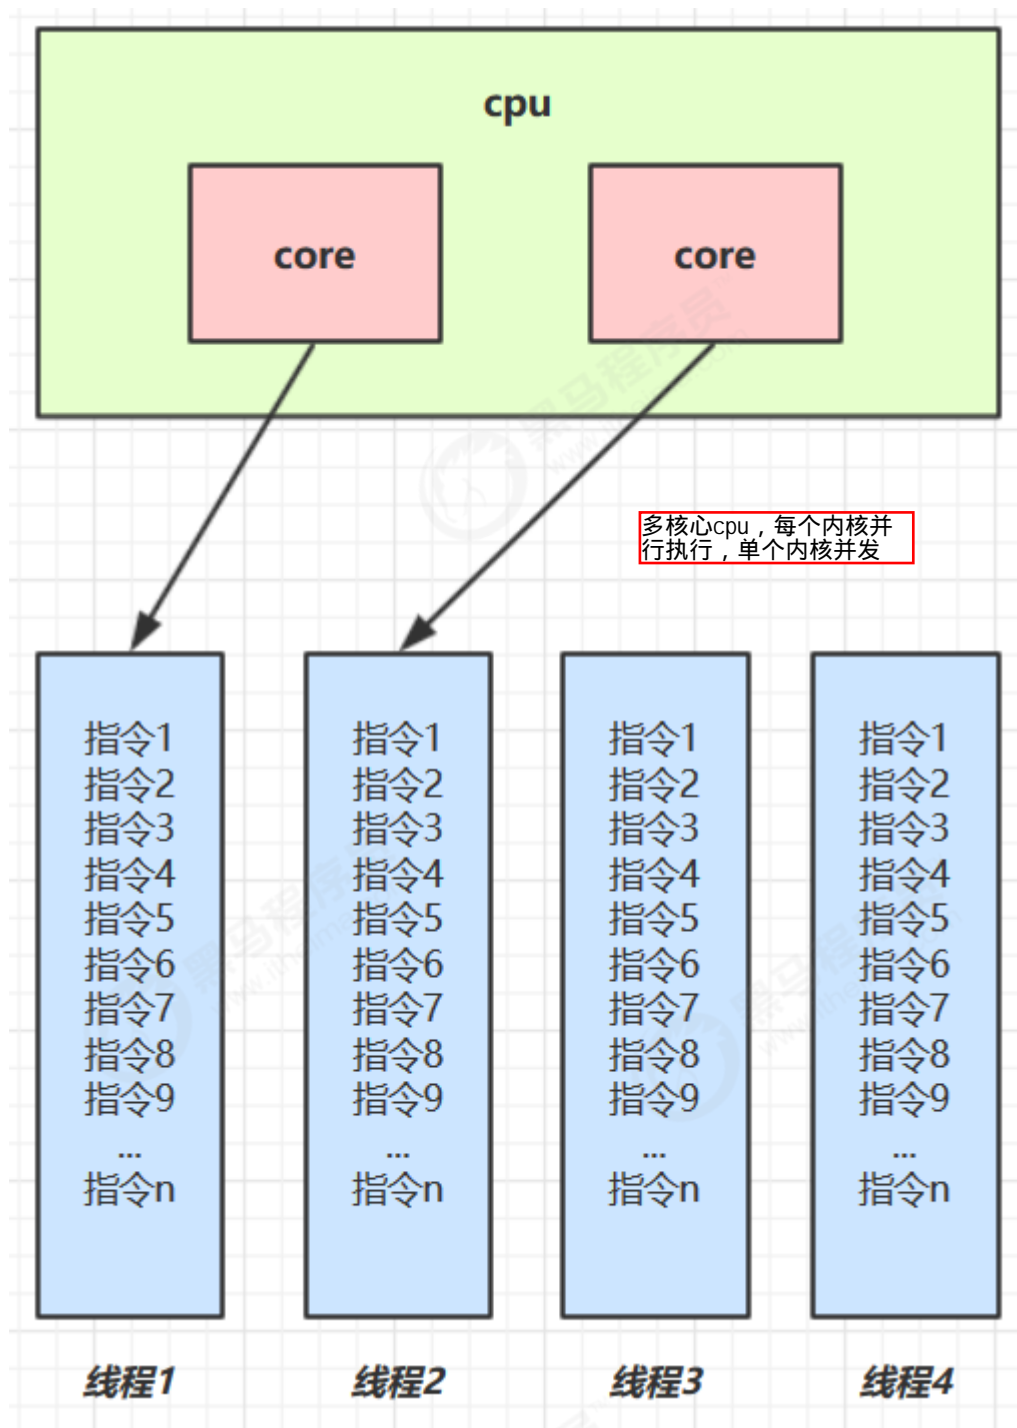 cpu
core
core
黑马程序员
www.itheima.com
多核心cpu，每个内核并
行执行，单个内核并发
指令1
指令2
指令3
指令4
指令5
指令6
指令7
指令8
指令9
...
指令n
线程1
指令1
指令2
指令3
指令4
指令5
指令6
指令7
指令8
指令9
...
指令n
线程2
指令1
指令2
指令3
指令4
指令5
指令6
指令7
指令8
指令9
...
指令n
线程3
指令1
指令2
指令3
指令4
指令5
指令6
指令7
指令8
指令9
...
指令n
线程4